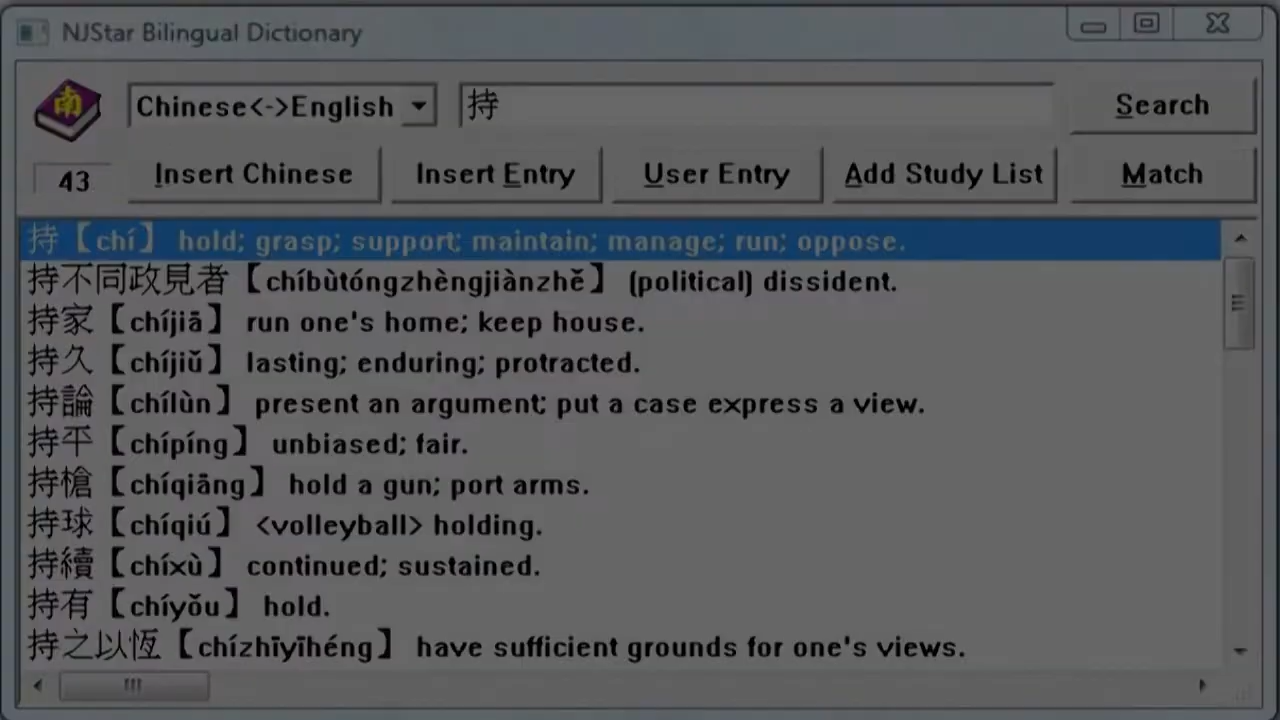 NJStar Bilingual Dictionary
南
Chinese<->English 持 Search
43 Insert Chinese Insert Entry User Entry Add Study List Match
持【chí】 hold; grasp; support; maintain; manage; run; oppose.
持不同政見者【chíbùtóngzhèngjiànzhě】 (political) dissident.
持家【chíjiā】 run one's home; keep house.
持久【chíjiǔ】 lasting; enduring; protracted.
持論【chílùn】 present an argument; put a case express a view.
持平【chípíng】 unbiased; fair.
持槍【chíqiāng】 hold a gun; port arms.
持球【chíqiú】 <volleyball> holding.
持續【chíxù】 continued; sustained.
持有【chíyǒu】 hold.
持之以恆【chízhīyīhéng】 have sufficient grounds for one's views.